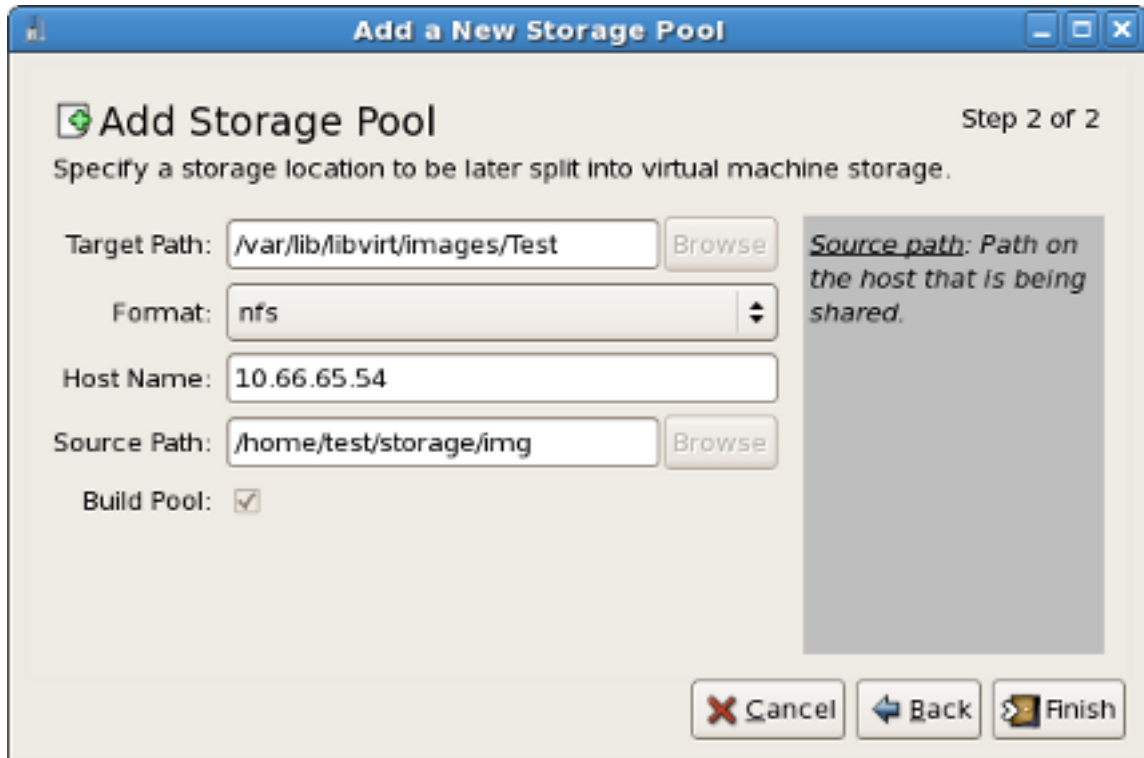 Add a New Storage Pool
Add Storage Pool
Step 2 of 2
Specify a storage location to be later split into virtual machine storage.
Target Path: /var/lib/libvirt/images/Test Browse
Source path: Path on
the host that is being
shared.
Format: nfs
Host Name: 10.66.65.54
Source Path: /home/test/storage/img Browse
Build Pool:
Cancel Back Finish